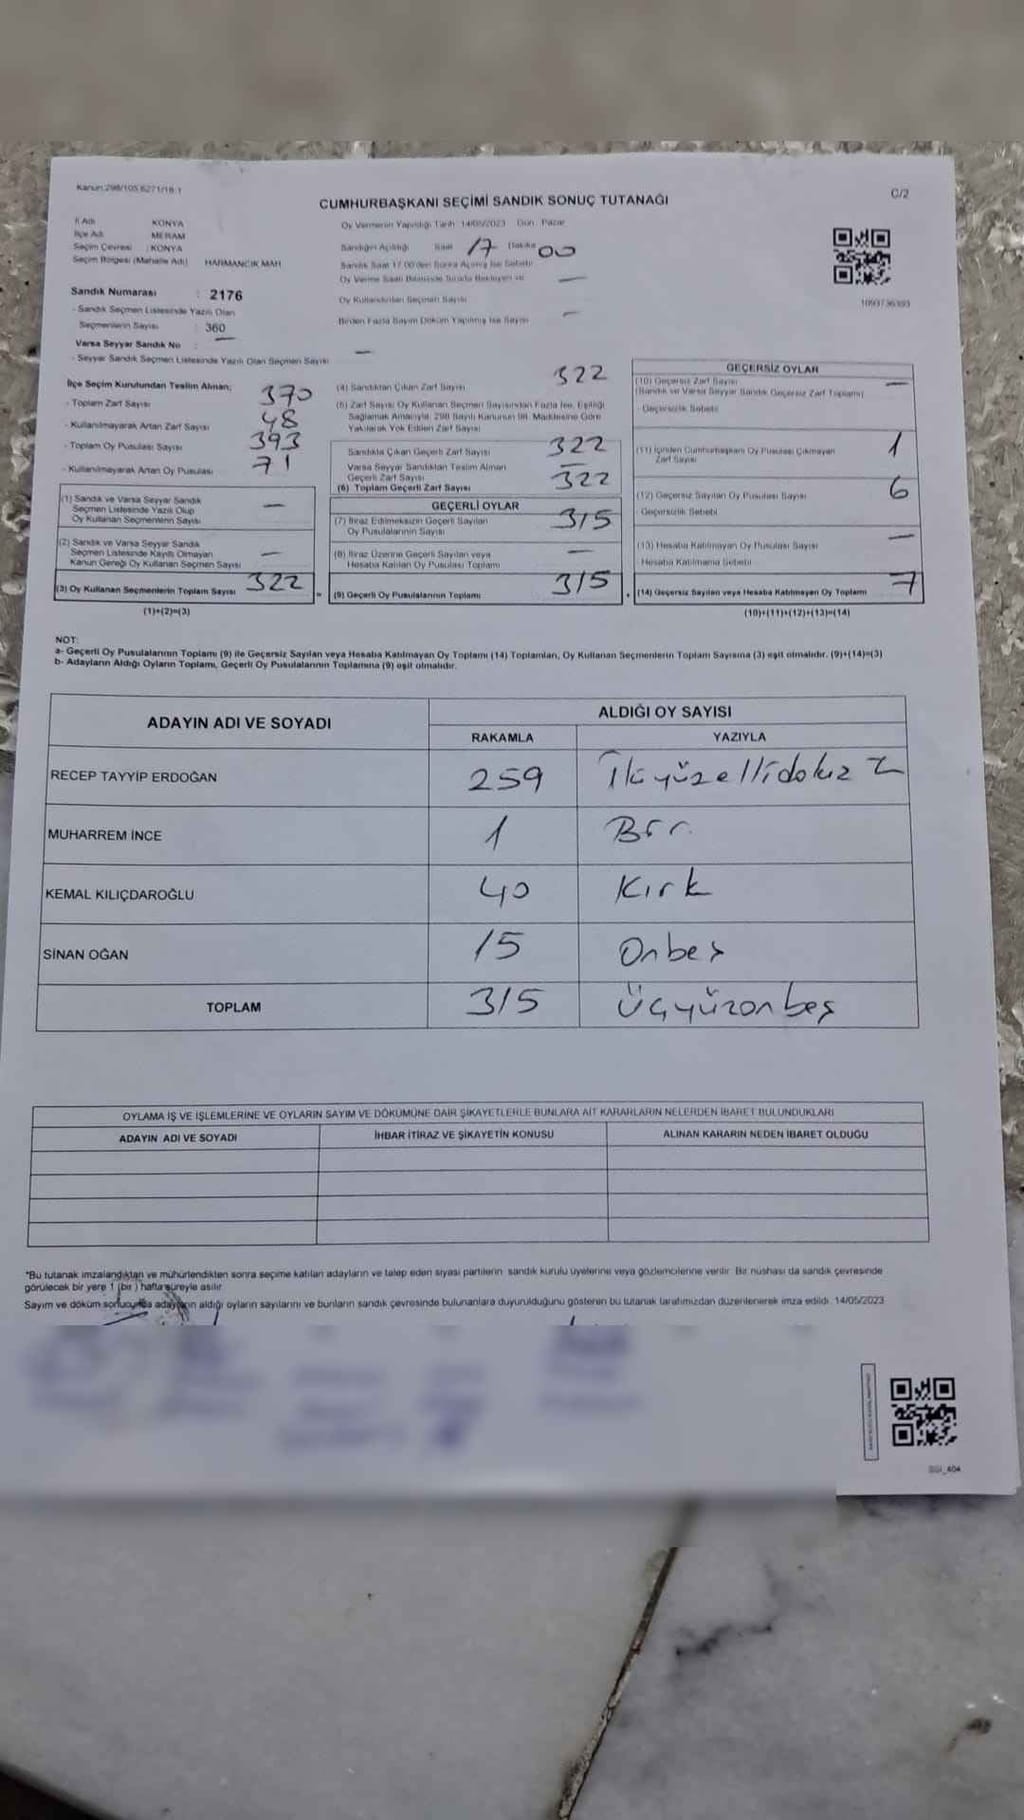 Kanun:298/105 6271/18 1
C/2
CUMHURBAŞKANI SEÇİMİ SANDIK SONUÇ TUTANAĞI
İl Adı KONYA
İlçe Adı MERAM
Seçim Çevresi : KONYA
Seçim Bölgesi (Mahalle Adı) HARMANCIK MAH
Sandık Numarası : 2176
- Sandık Seçmen Listesinde Yazılı Olan
Seçmenlerin Sayısı : 360
Varsa Seyyar Sandık No —
- Seyyar Sandık Seçmen Listesinde Yazılı Olan Seçmen Sayısı —
Oy Vermenin Yapıldığı Tarih 14/05/2023 Gün Pazar
Sandığın Açıldığı Saat 17 Dakika 00
Sandık Saat 17.00'den Sonra Açılmış İse Sebebi
Oy Verme Saati Bitiminde Sırada Bekleyen ve —
Oy Kullandırılan Seçmen Sayısı
Birden Fazla Sayım Döküm Yapılmış İse Sayısı —
İlçe Seçim Kurulundan Teslim Alınan;
- Toplam Zarf Sayısı 370
- Kullanılmayarak Artan Zarf Sayısı 48
- Toplam Oy Pusulası Sayısı 393
- Kullanılmayarak Artan Oy Pusulası 71
(1) Sandık ve Varsa Seyyar Sandık
Seçmen Listesinde Yazılı Olup
Oy Kullanan Seçmenlerin Sayısı —
(2) Sandık ve Varsa Seyyar Sandık
Seçmen Listesinde Kayıtlı Olmayan
Kanun Gereği Oy Kullanan Seçmen Sayısı —
(3) Oy Kullanan Seçmenlerin Toplam Sayısı 322
(1)+(2)=(3)
(4) Sandıktan Çıkan Zarf Sayısı 322
(5) Zarf Sayısı Oy Kullanan Seçmen Sayısından Fazla İse, Eşitliği
Sağlamak Amacıyla, 298 Sayılı Kanunun 98. Maddesine Göre
Yakılarak Yok Edilen Zarf Sayısı
Sandıkta Çıkan Geçerli Zarf Sayısı 322
Varsa Seyyar Sandıktan Teslim Alınan
Geçerli Zarf Sayısı —
(6) Toplam Geçerli Zarf Sayısı 322
GEÇERLİ OYLAR
(7) İtiraz Edilmeksizin Geçerli Sayılan
Oy Pusulalarının Sayısı 315
(8) İtiraz Üzerine Geçerli Sayılan veya
Hesaba Katılan Oy Pusulası Toplamı —
(9) Geçerli Oy Pusulalarının Toplamı 315
GEÇERSİZ OYLAR
(10) Geçersiz Zarf Sayısı —
(Sandık ve Varsa Seyyar Sandık Geçersiz Zarf Toplamı)
Geçersizlik Sebebi
(11) İçinden Cumhurbaşkanı Oy Pusulası Çıkmayan
Zarf Sayısı 1
(12) Geçersiz Sayılan Oy Pusulası Sayısı 6
Geçersizlik Sebebi
(13) Hesaba Katılmayan Oy Pusulası Sayısı —
Hesaba Katılmama Sebebi
(14) Geçersiz Sayılan veya Hesaba Katılmayan Oy Toplamı 7
(10)+(11)+(12)+(13)=(14)
NOT:
a- Geçerli Oy Pusulalarının Toplamı (9) ile Geçersiz Sayılan veya Hesaba Katılmayan Oy Toplamı (14) Toplamları, Oy Kullanan Seçmenlerin Toplam Sayısına (3) eşit olmalıdır. (9)+(14)=(3)
b- Adayların Aldığı Oyların Toplamı, Geçerli Oy Pusulalarının Toplamına (9) eşit olmalıdır.
ADAYIN ADI VE SOYADI ALDIĞI OY SAYISI
RAKAMLA YAZIYLA
RECEP TAYYİP ERDOĞAN 259 İkiyüzellidokuz
MUHARREM İNCE 1 Bir
KEMAL KILIÇDAROĞLU 40 Kırk
SİNAN OĞAN 15 Onbeş
TOPLAM 315 Üçyüzonbeş
OYLAMA İŞ VE İŞLEMLERİNE VE OYLARIN SAYIM VE DÖKÜMÜNE DAİR ŞİKAYETLERLE BUNLARA AİT KARARLARIN NELERDEN İBARET BULUNDUKLARI
ADAYIN ADI VE SOYADI İHBAR İTİRAZ VE ŞİKAYETİN KONUSU ALINAN KARARIN NEDEN İBARET OLDUĞU
*Bu tutanak imzalandıktan ve mühürlendikten sonra seçime katılan adayların ve talep eden siyasi partilerin sandık kurulu üyelerine veya gözlemcilerine verilir. Bir nüshası da sandık çevresinde
görülecek bir yere 1 (bir) hafta süreyle asılır
Sayım ve döküm sonucunda adayların aldığı oyların sayılarını ve bunların sandık çevresinde bulunanlara duyurulduğunu gösteren bu tutanak tarafımızdan düzenlenerek imza edildi. 14/05/2023